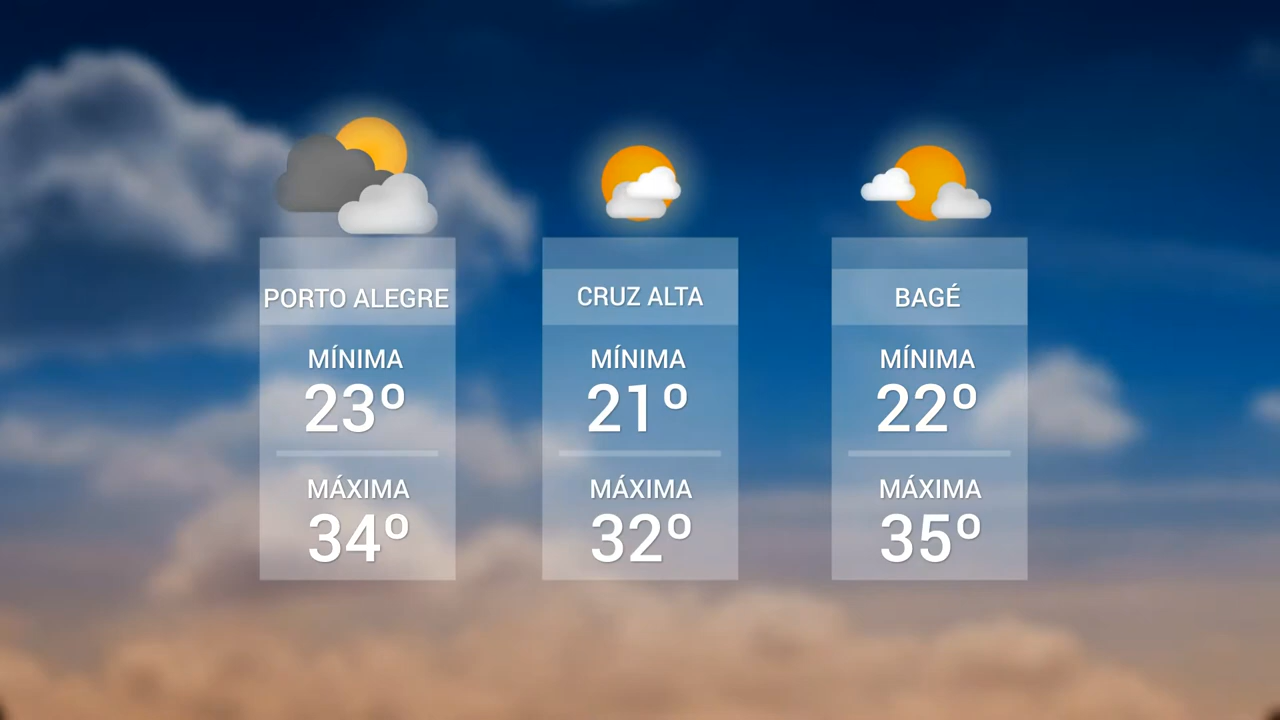 PORTO ALEGRE
MÍNIMA
23º
MÁXIMA
34º
CRUZ ALTA
MÍNIMA
21º
MÁXIMA
32º
BAGÉ
MÍNIMA
22º
MÁXIMA
35º